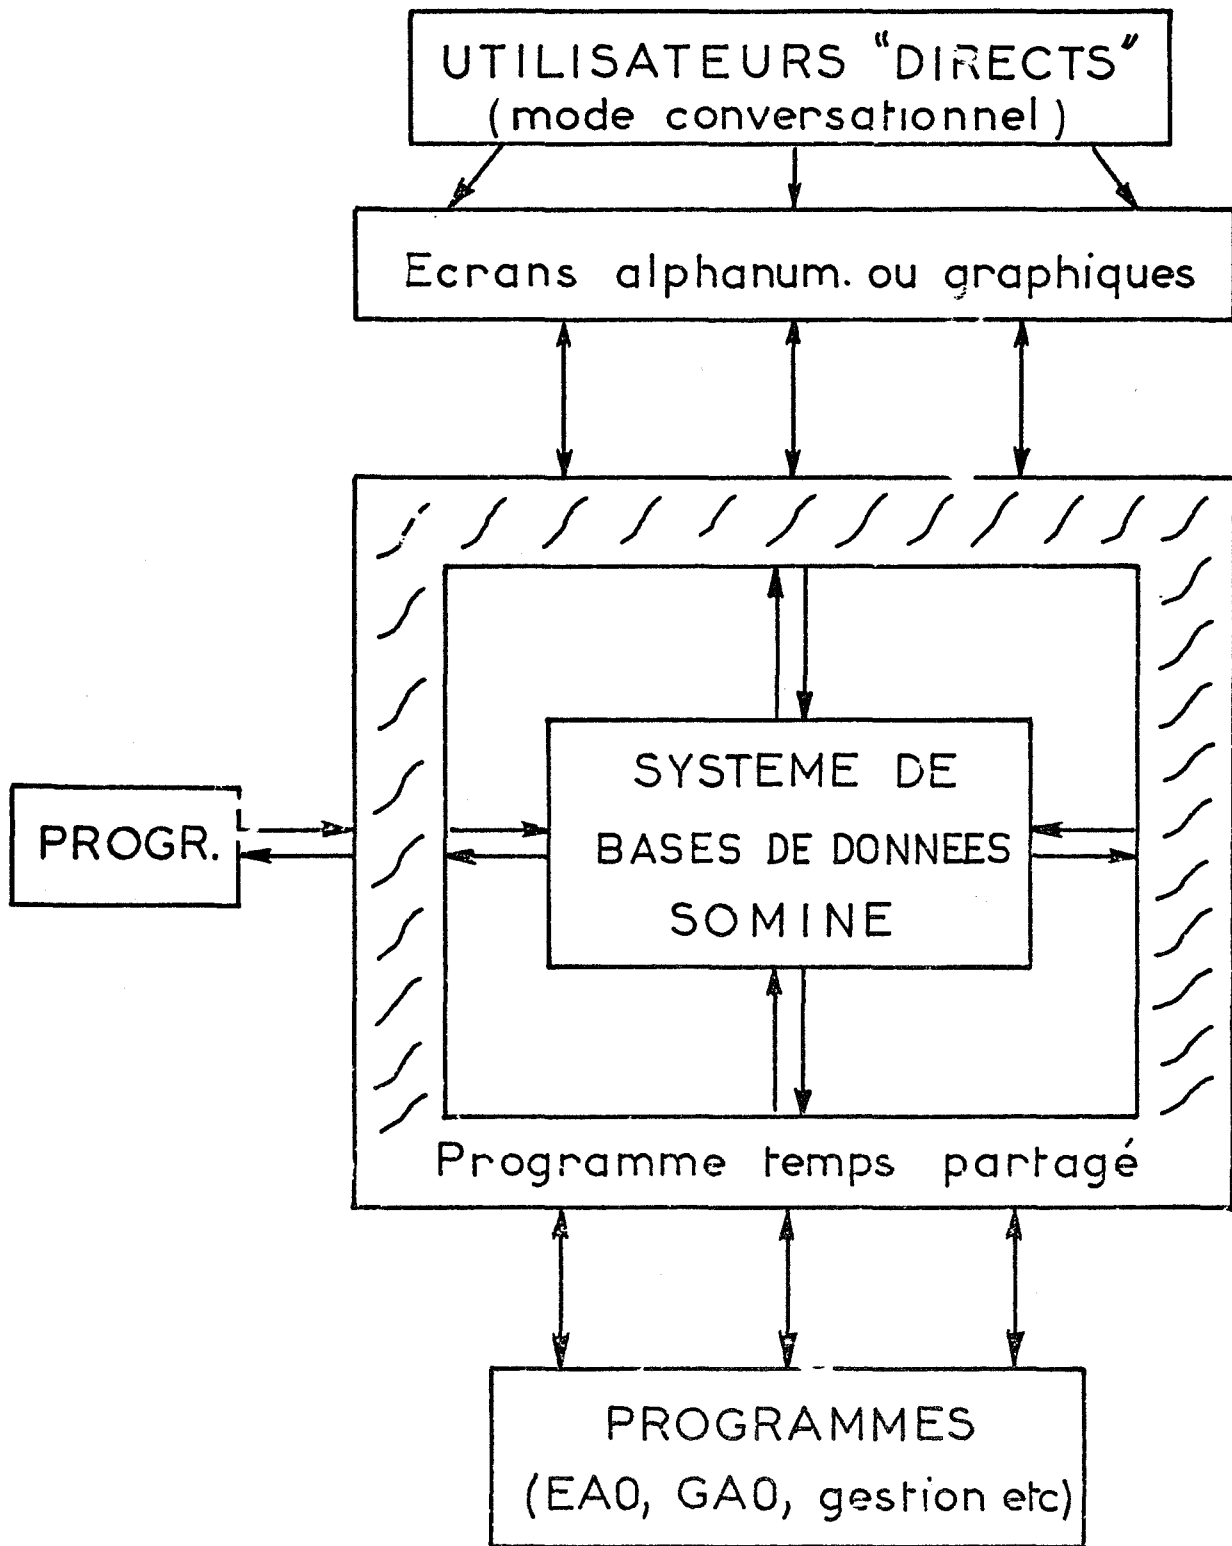 UTILISATEURS "DIRECTS"
(mode conversationnel)
Ecrans alphanum. ou graphiques
SYSTEME DE
BASES DE DONNEES
SOMINE
PROGR.
Programme temps partagé
PROGRAMMES
(EAO, GAO, gestion etc)